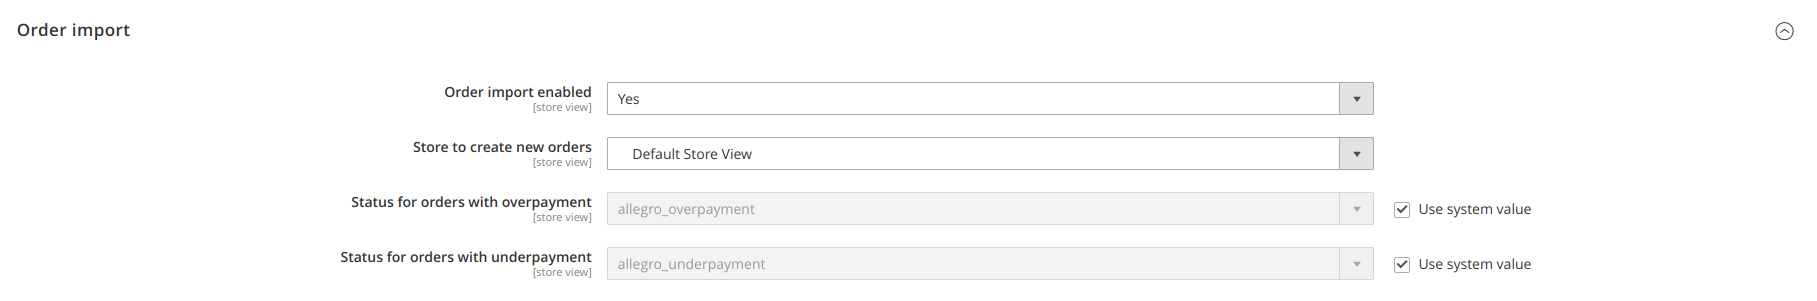 Order import
Order import enabled
[store view]
Yes
Store to create new orders
[store view]
Default Store View
Status for orders with overpayment
[store view]
allegro_overpayment
Use system value
Status for orders with underpayment
[store view]
allegro_underpayment
Use system value